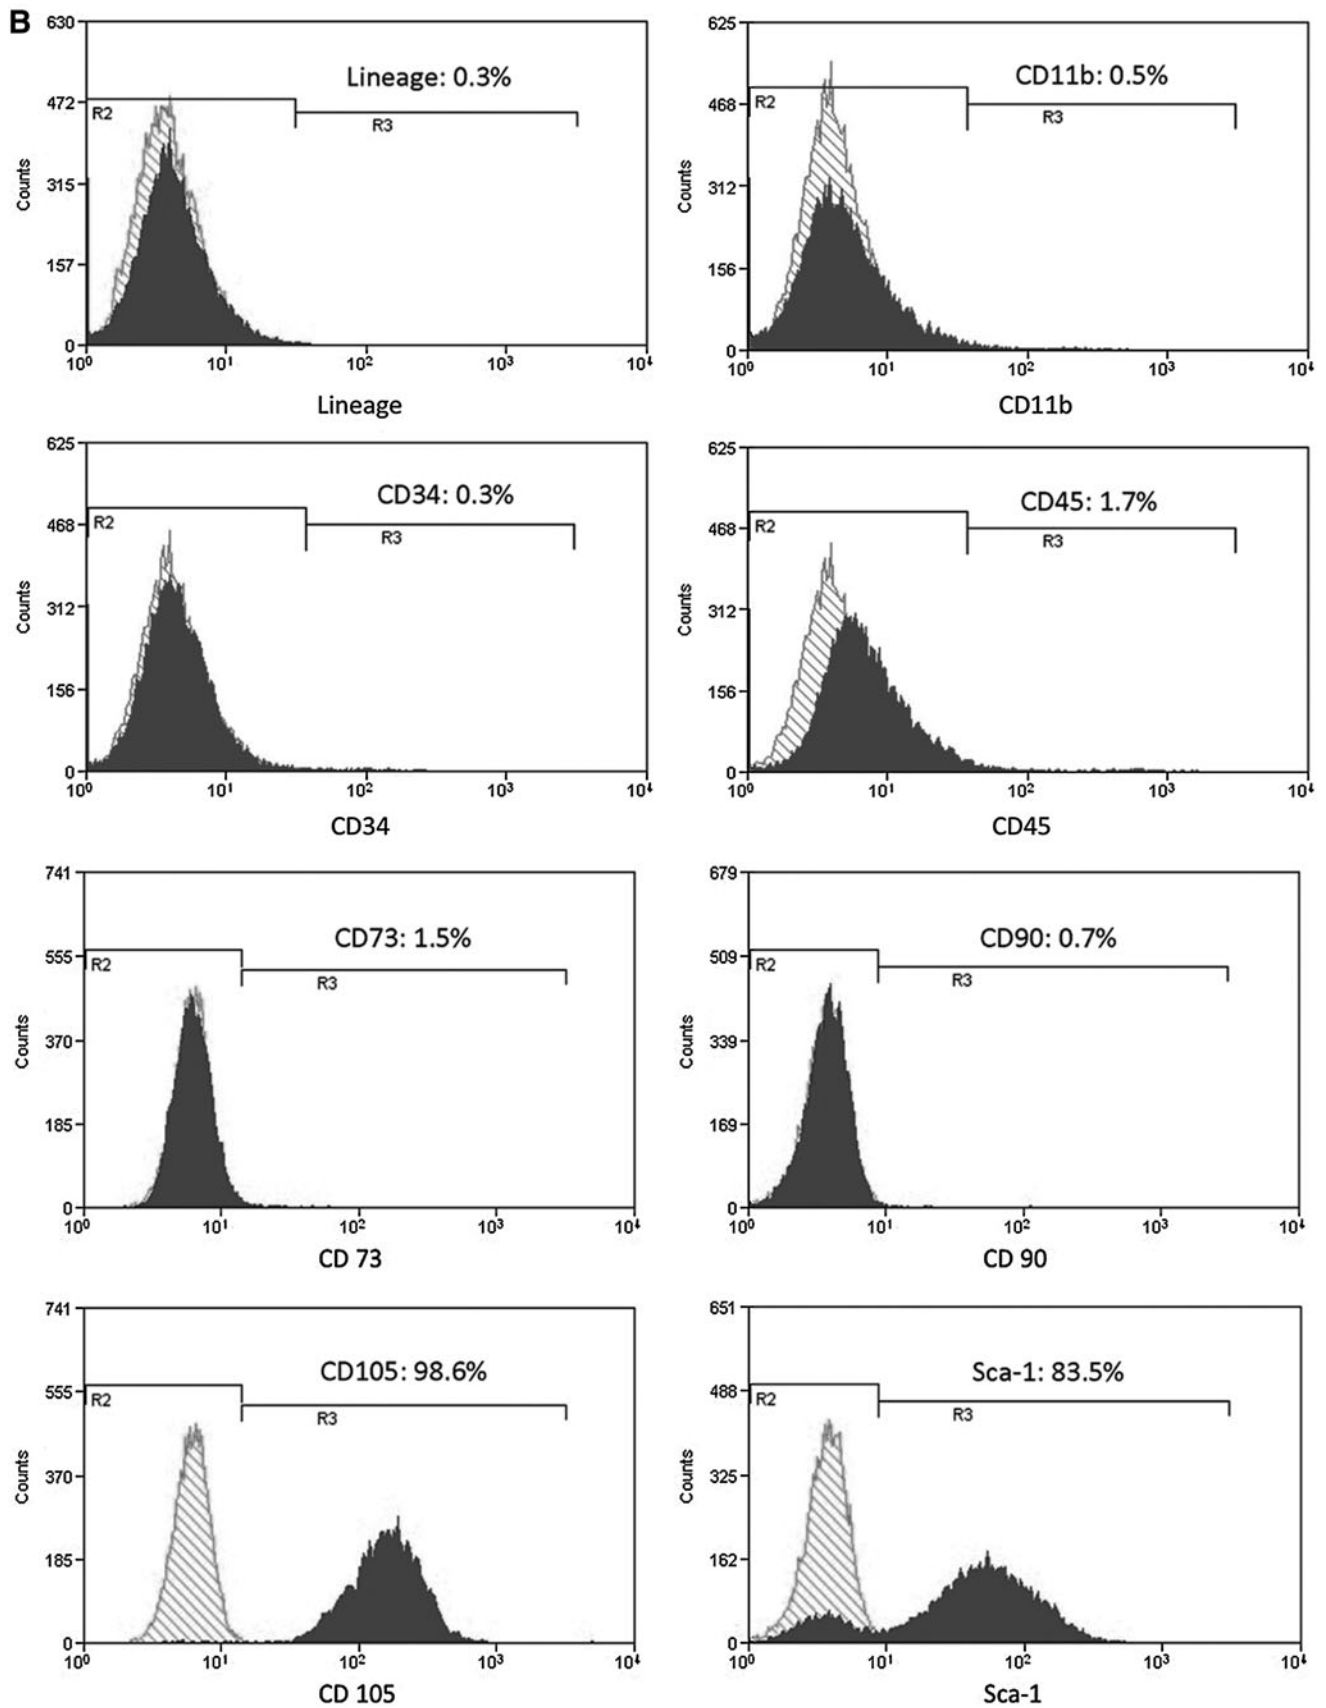 B
630
472
315
157
0
Counts
Lineage: 0.3%
R2
R3
10⁰ 10¹ 10² 10³ 10⁴
Lineage
625
468
312
156
0
Counts
CD11b: 0.5%
R2
R3
10⁰ 10¹ 10² 10³ 10⁴
CD11b
625
468
312
156
0
Counts
CD34: 0.3%
R2
R3
10⁰ 10¹ 10² 10³ 10⁴
CD34
625
468
312
156
0
Counts
CD45: 1.7%
R2
R3
10⁰ 10¹ 10² 10³ 10⁴
CD45
741
555
370
185
0
Counts
CD73: 1.5%
R2
R3
10⁰ 10¹ 10² 10³ 10⁴
CD 73
679
509
339
169
0
Counts
CD90: 0.7%
R2
R3
10⁰ 10¹ 10² 10³ 10⁴
CD 90
741
555
370
185
0
Counts
CD105: 98.6%
R2
R3
10⁰ 10¹ 10² 10³ 10⁴
CD 105
651
488
325
162
0
Counts
Sca-1: 83.5%
R2
R3
10⁰ 10¹ 10² 10³ 10⁴
Sca-1